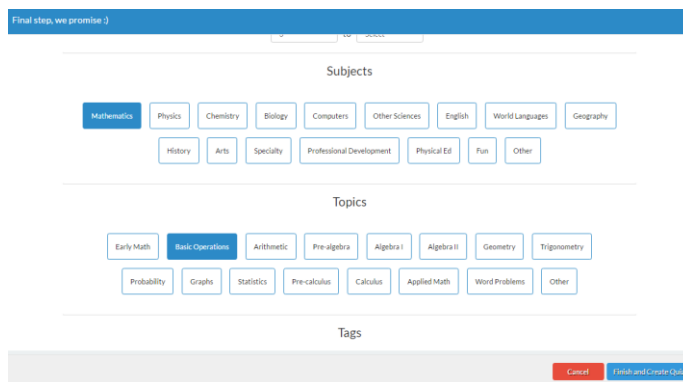 Final step, we promise :)
to
Subjects
Mathematics Physics Chemistry Biology Computers Other Sciences English World Languages Geography
History Arts Specialty Professional Development Physical Ed Fun Other
Topics
Early Math Basic Operations Arithmetic Pre-algebra Algebra I Algebra II Geometry Trigonometry
Probability Graphs Statistics Pre-calculus Calculus Applied Math Word Problems Other
Tags
Cancel Finish and Create Qui